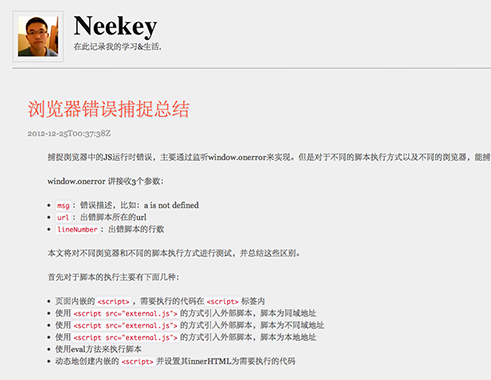 Neekey
在此记录我的学习&生活.
浏览器错误捕捉总结
2012-12-25T00:37:38Z
捕捉浏览器中的JS运行时错误，主要通过监听window.onerror来实现。但是对于不同的脚本执行方式以及不同的浏览器，能捕
window.onerror 讲接收3个参数：
• msg：错误描述，比如：a is not defined
• url：出错脚本所在的url
• lineNumber：出错脚本的行数
本文将对不同浏览器和不同的脚本执行方式进行测试，并总结这些区别。
首先对于脚本的执行主要有下面几种：
• 页面内嵌的 <script> ，需要执行的代码在 <script> 标签内
• 使用 <script src="external.js"> 的方式引入外部脚本，脚本为同域地址
• 使用 <script src="external.js"> 的方式引入外部脚本，脚本为不同域地址
• 使用 <script src="external.js"> 的方式引入外部脚本，脚本为本地地址
• 使用eval方法来执行脚本
• 动态地创建内嵌的 <script> 并设置其innerHTML为需要执行的代码